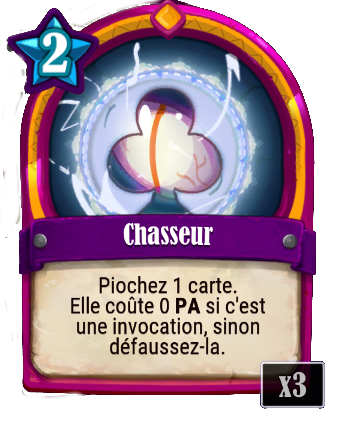 2
Chasseur
Piochez 1 carte.
Elle coûte 0 PA si c'est
une invocation, sinon
défaussez-la.
x3